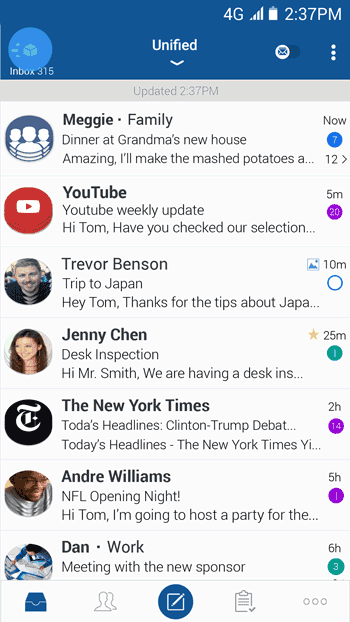 4G 2:37PM
Unified
Inbox 315
Updated 2:37PM
Meggie · Family Now
Dinner at Grandma's new house 7
Amazing, I'll make the mashed potatoes a... 12 >
YouTube 5m
Youtube weekly update 20
Hi Tom, Have you checked our selection...
Trevor Benson 10m
Trip to Japan
Hey Tom, Thanks for the tips about Japa...
Jenny Chen 25m
Desk Inspection 1
Hi Mr. Smith, We are having a desk ins...
The New York Times 2h
Toda's Headlines: Clinton-Trump Debat... 14
Today's Headlines - The New York Times Yi...
Andre Williams 5h
NFL Opening Night! 1
Hi Tom, I'm going to host a party for the...
Dan · Work 6h
Meeting with the new sponsor 3